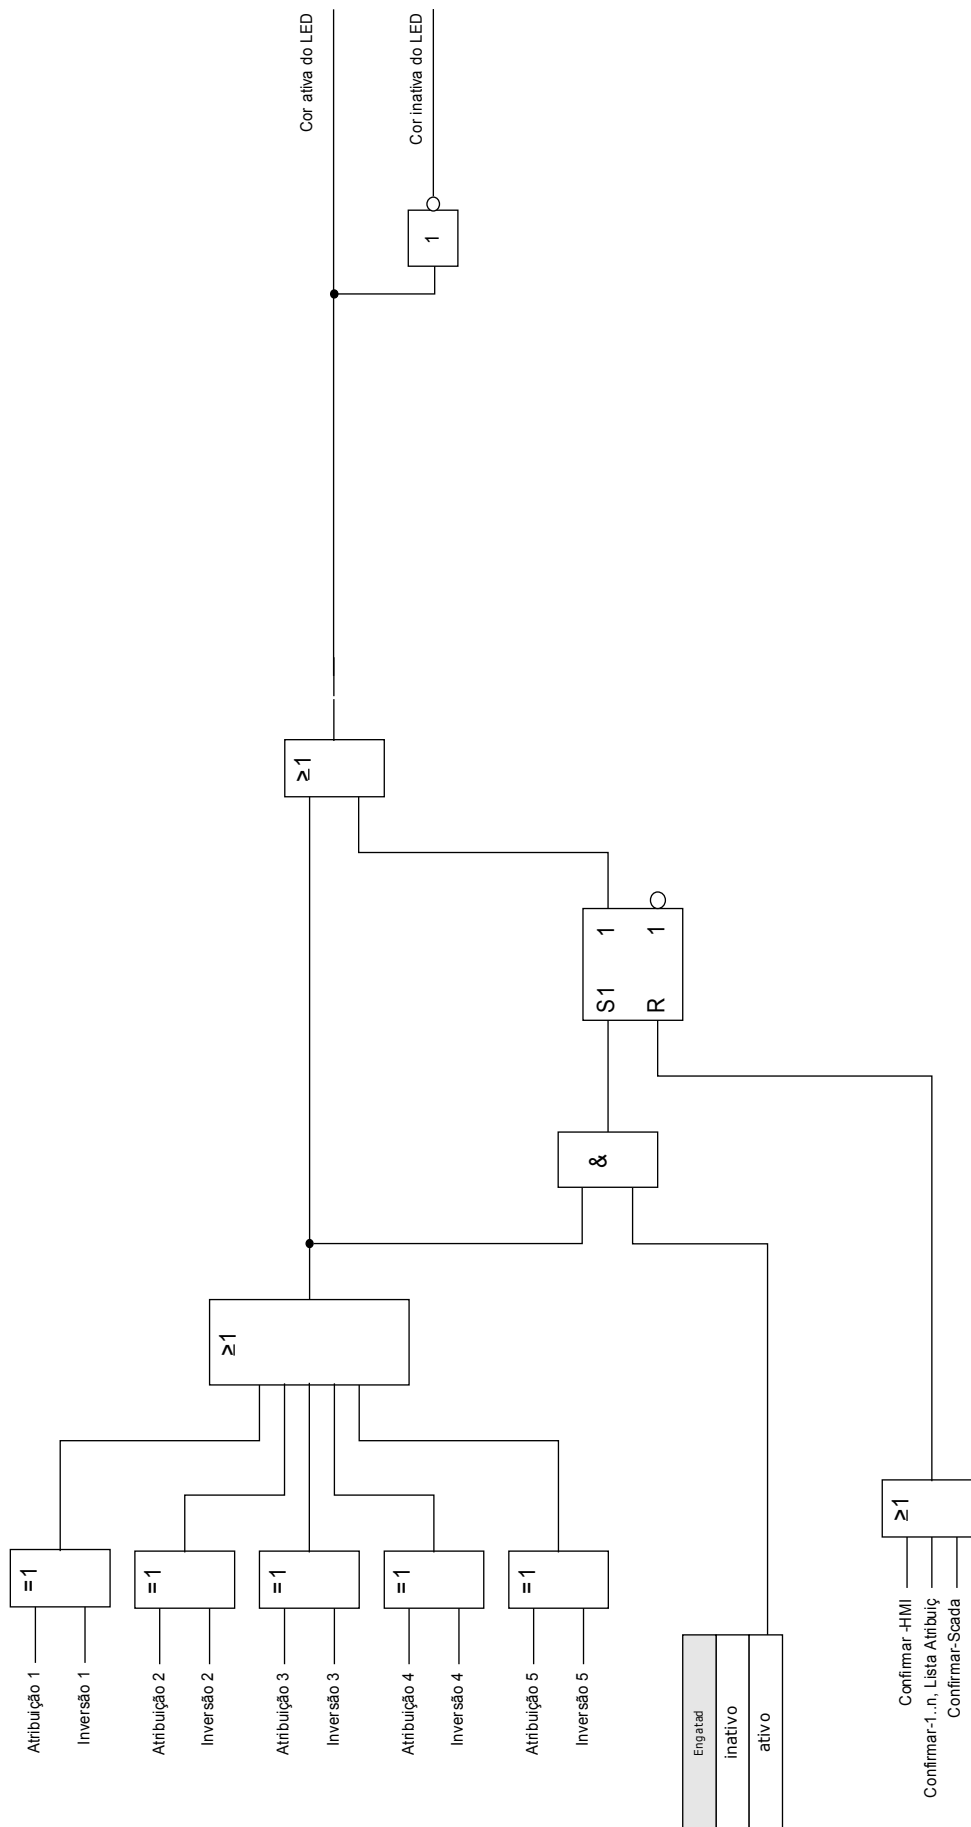 Atribuição 1
Inversão 1
=1
Atribuição 2
Inversão 2
=1
Atribuição 3
Inversão 3
=1
Atribuição 4
Inversão 4
=1
Atribuição 5
Inversão 5
=1
≥1
Engatad
inativo
ativo
&
Confirmar -HMI
Confirmar-1..n, Lista Atribuiç
Confirmar-Scada
≥1
S1 1
R 1
≥1
1
Cor ativa do LED
Cor inativa do LED